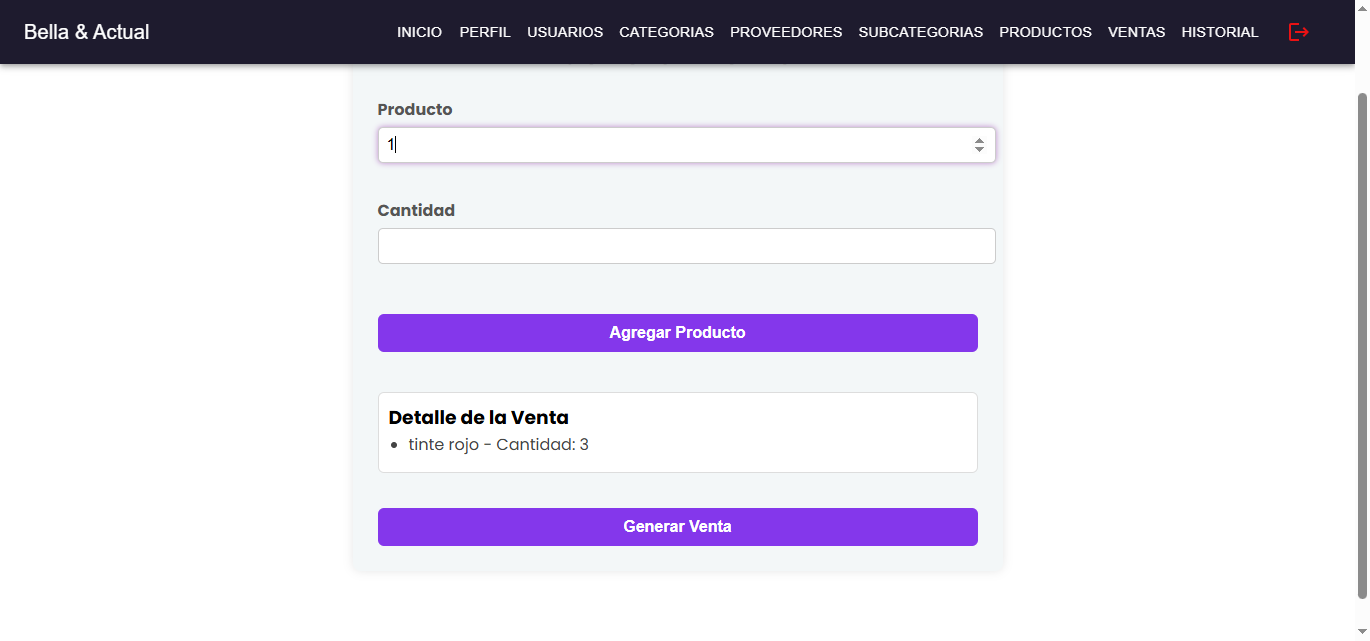 Bella & Actual
INICIO PERFIL USUARIOS CATEGORIAS PROVEEDORES SUBCATEGORIAS PRODUCTOS VENTAS HISTORIAL
Producto
1
Cantidad
Agregar Producto
Detalle de la Venta
• tinte rojo - Cantidad: 3
Generar Venta